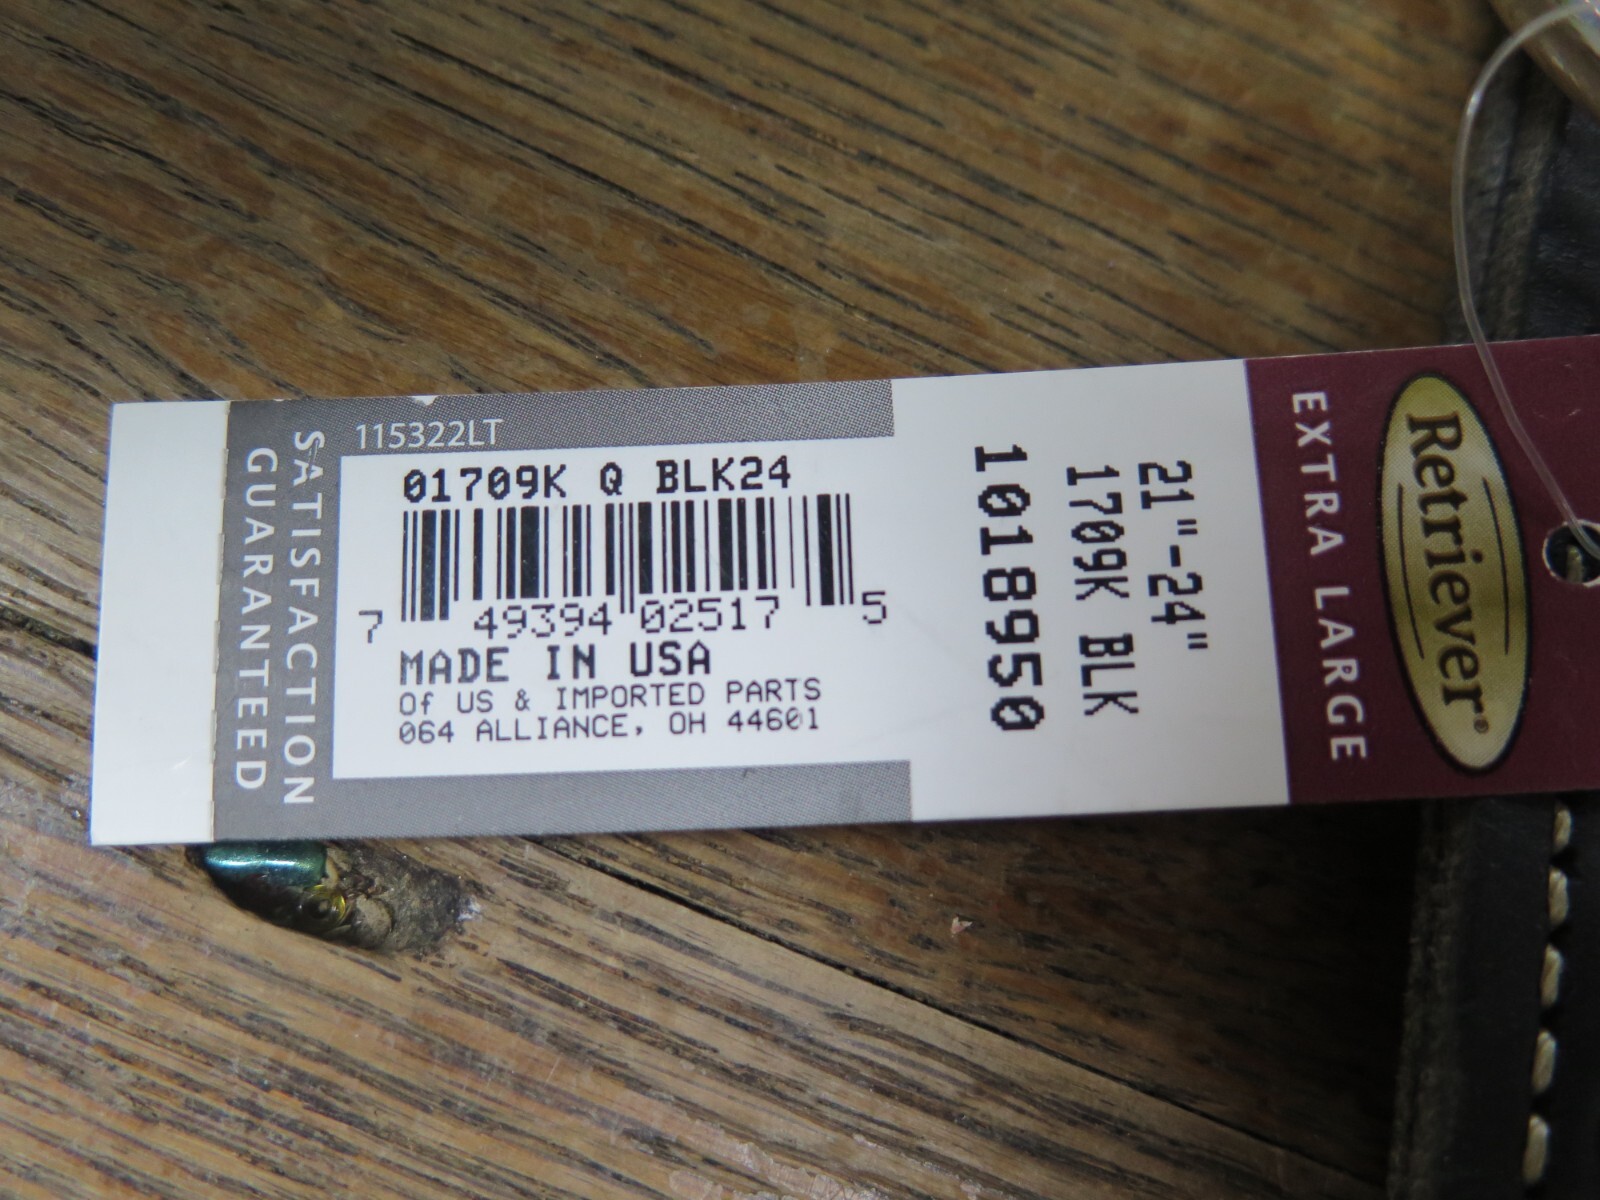 SATISFACTION
GUARANTEED
115322LT
01709K Q BLK24
7 49394 02517 5
MADE IN USA
Of US & IMPORTED PARTS
064 ALLIANCE, OH 44601
21"-24"
1709K BLK
1018950
EXTRA LARGE
Retriever®